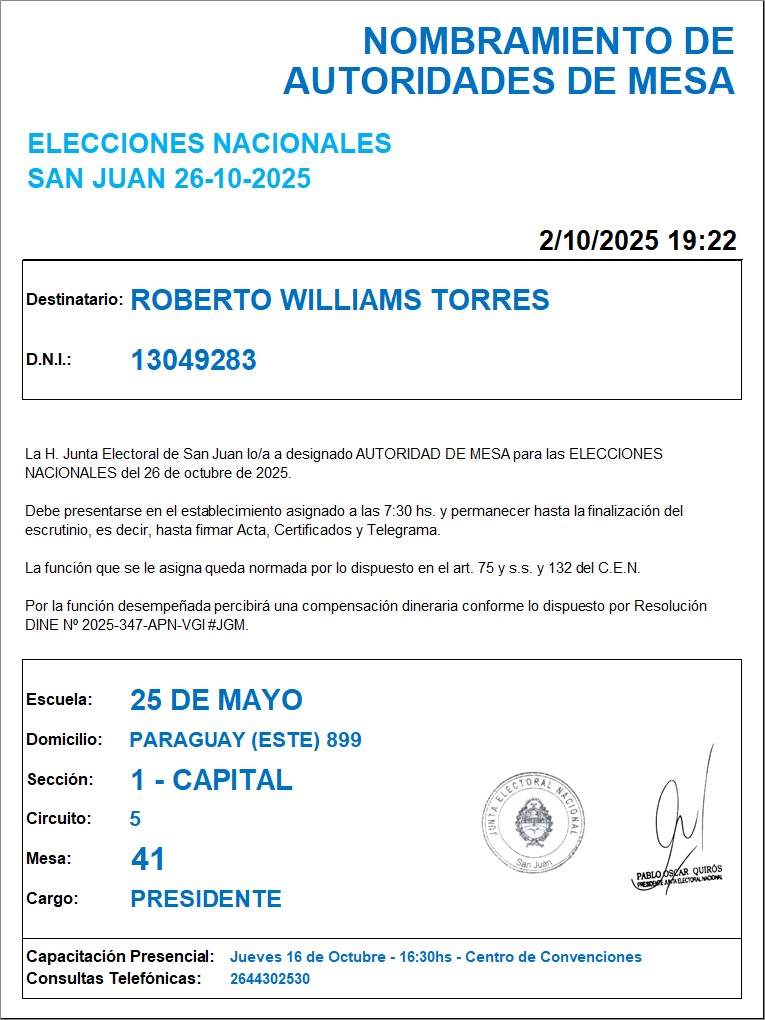 NOMBRAMIENTO DE
AUTORIDADES DE MESA
ELECCIONES NACIONALES
SAN JUAN 26-10-2025
2/10/2025 19:22
Destinatario: ROBERTO WILLIAMS TORRES
D.N.I.: 13049283
La H. Junta Electoral de San Juan lo/a a designado AUTORIDAD DE MESA para las ELECCIONES
NACIONALES del 26 de octubre de 2025.
Debe presentarse en el establecimiento asignado a las 7:30 hs. y permanecer hasta la finalización del
escrutinio, es decir, hasta firmar Acta, Certificados y Telegrama.
La función que se le asigna queda normada por lo dispuesto en el art. 75 y s.s. y 132 del C.E.N.
Por la función desempeñada percibirá una compensación dineraria conforme lo dispuesto por Resolución
DINE Nº 2025-347-APN-VGI#JGM.
Escuela: 25 DE MAYO
Domicilio: PARAGUAY (ESTE) 899
Sección: 1 - CAPITAL
Circuito: 5
Mesa: 41
Cargo: PRESIDENTE
JUNTA ELECTORAL NACIONAL
San Juan
PABLO OSCAR QUIRÓS
PRESIDENTE JUNTA ELECTORAL NACIONAL
Capacitación Presencial: Jueves 16 de Octubre - 16:30hs - Centro de Convenciones
Consultas Telefónicas: 2644302530